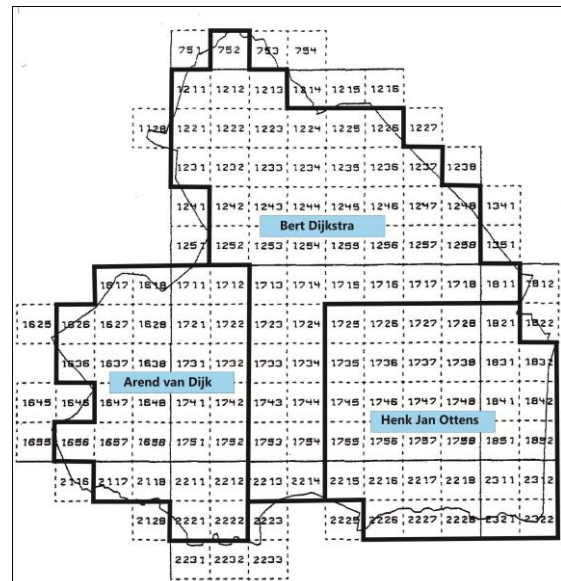 751 752 753 754
1211 1212 1213 1214 1215 1216
1128 1221 1222 1223 1224 1225 1226 1227
1231 1232 1233 1234 1235 1236 1237 1238
1241 1242 1243 1244 1245 1246 1247 1248 1341
Bert Dijkstra
1251 1252 1253 1254 1255 1256 1257 1258 1351
1617 1618 1711 1712 1713 1714 1715 1716 1717 1718 1811 1812
1625 1626 1627 1628 1721 1722 1723 1724 1725 1726 1727 1728 1821 1822
1636 1637 1638 1731 1732 1733 1734 1735 1736 1737 1738 1831 1832
Arend van Dijk
1645 1646 1647 1648 1741 1742 1743 1744 1745 1746 1747 1748 1841 1842
Henk Jan Ottens
1655 1656 1657 1658 1751 1752 1753 1754 1755 1756 1757 1758 1851 1852
2116 2117 2118 2211 2212 2213 2214 2215 2216 2217 2218 2311 2312
2128 2221 2222 2223 2225 2226 2227 2228 2321 2322
2231 2232 2233